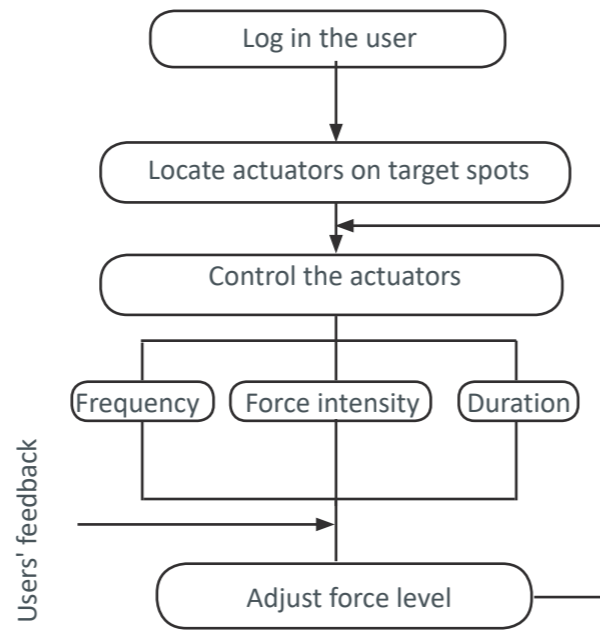 Log in the user
Locate actuators on target spots
Control the actuators
Frequency
Force intensity
Duration
Users' feedback
Adjust force level